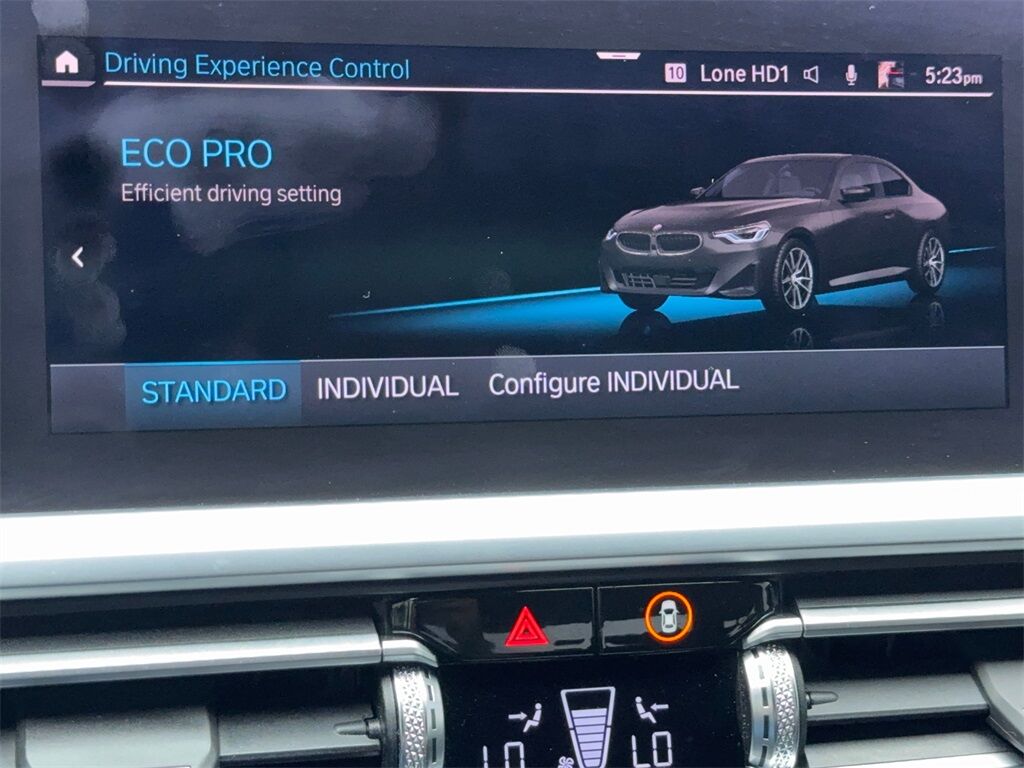 Driving Experience Control
10 Lone HD1 5:23pm
ECO PRO
Efficient driving setting
STANDARD INDIVIDUAL Configure INDIVIDUAL
LO LO